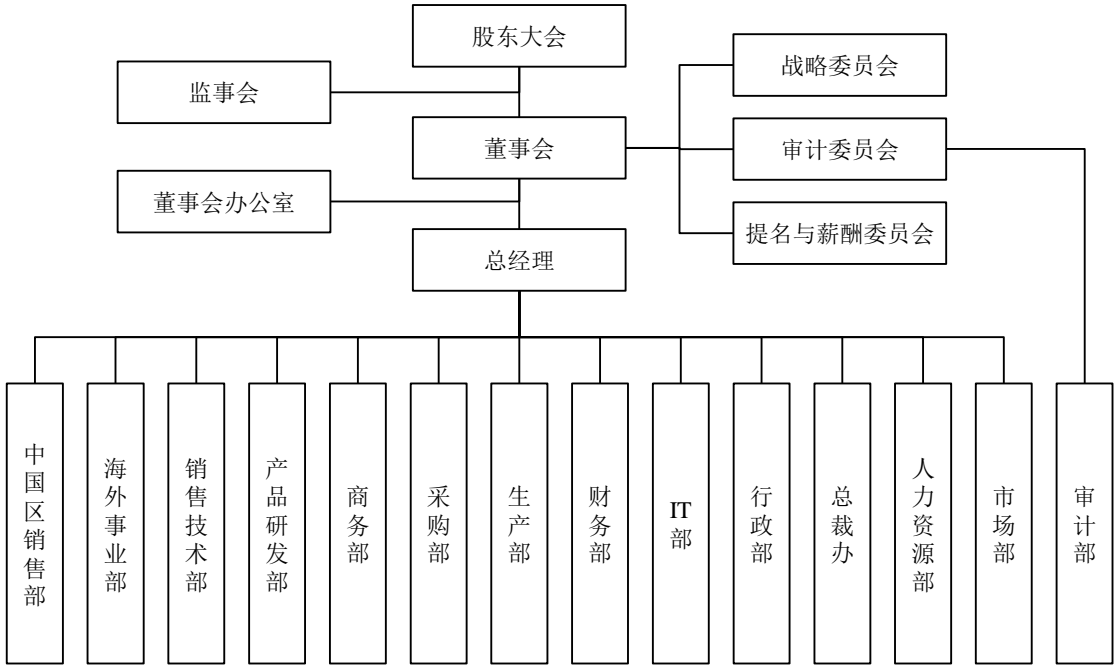 股东大会
战略委员会
监事会
董事会
审计委员会
董事会办公室
提名与薪酬委员会
总经理
中国区销售部
海外事业部
销售技术部
产品研发部
商务部
采购部
生产部
财务部
IT部
行政部
总裁办
人力资源部
市场部
审计部